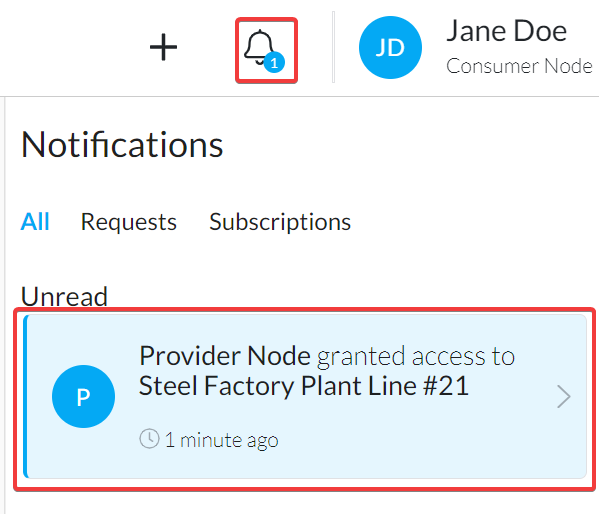 Jane Doe
1
JD
Consumer Node
Notifications
All Requests Subscriptions
Unread
Provider Node granted access to
P
Steel Factory Plant Line #21
1 minute ago